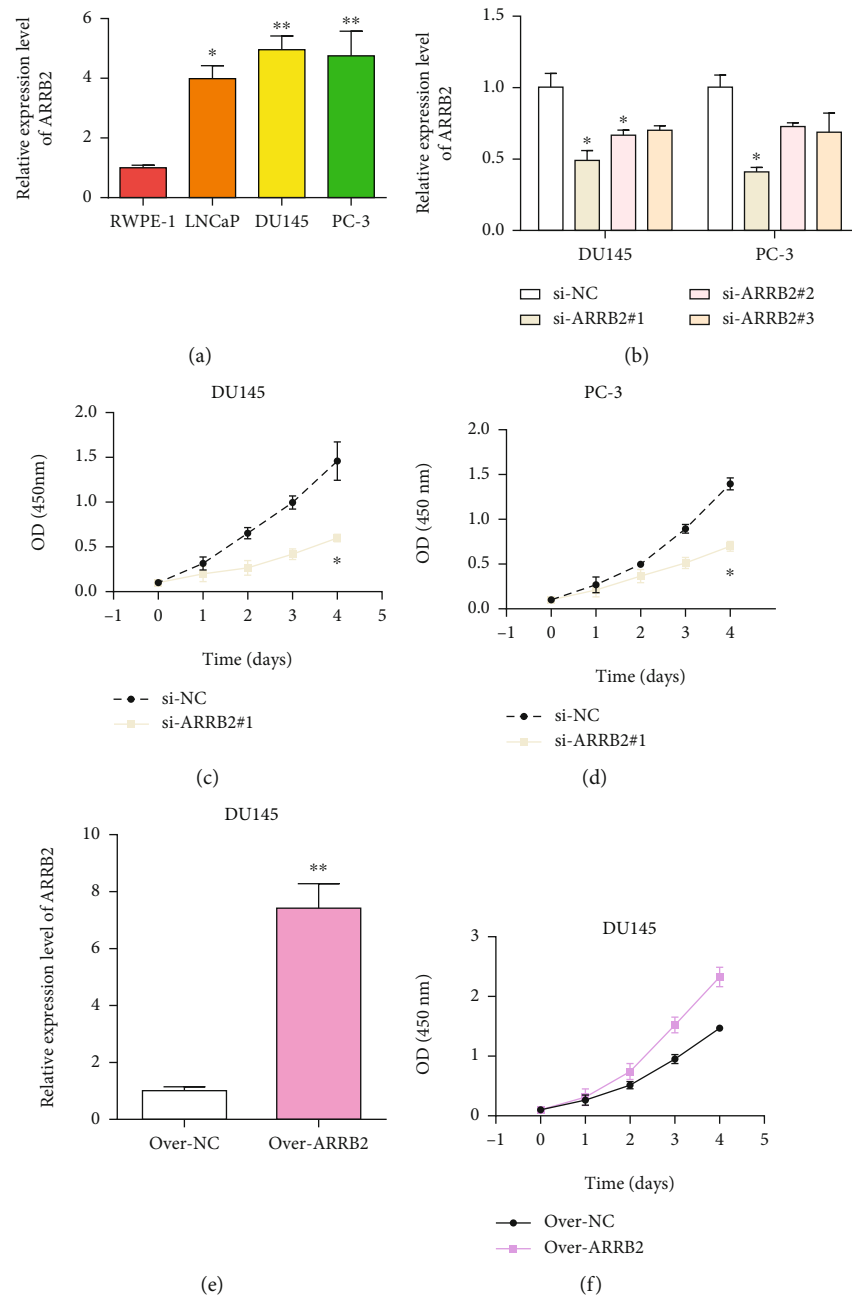 Relative expression level
of ARRB2
6
4
2
0
*
**
**
RWPE-1 LNCaP DU145 PC-3
(a)
Relative expression level
of ARRB2
1.5
1.0
0.5
0.0
*
*
*
DU145 PC-3
si-NC si-ARRB2#2
si-ARRB2#1 si-ARRB2#3
(b)
DU145
OD (450nm)
2.0
1.5
1.0
0.5
0.0
*
–1 0 1 2 3 4 5
Time (days)
si-NC
si-ARRB2#1
(c)
PC-3
OD (450 nm)
2.0
1.5
1.0
0.5
0.0
*
–1 0 1 2 3 4
Time (days)
si-NC
si-ARRB2#1
(d)
DU145
Relative expression level of ARRB2
10
8
6
4
2
0
**
Over-NC Over-ARRB2
(e)
DU145
OD (450 nm)
3
2
1
0
–1 0 1 2 3 4 5
Time (days)
Over-NC
Over-ARRB2
(f)